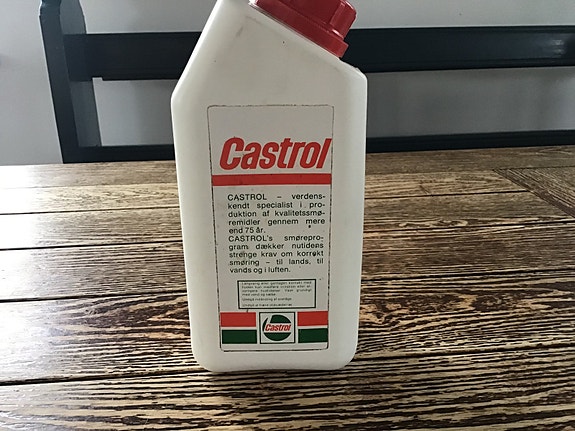 Castrol
CASTROL – verdens-
kendt specialist i pro-
duktion af kvalitetssmø-
remidler gennem mere
end 75 år.
CASTROL's smørepro-
gram dækker nutidens
strenge krav om korrekt
smøring – til lands, til
vands og i luften.
Castrol